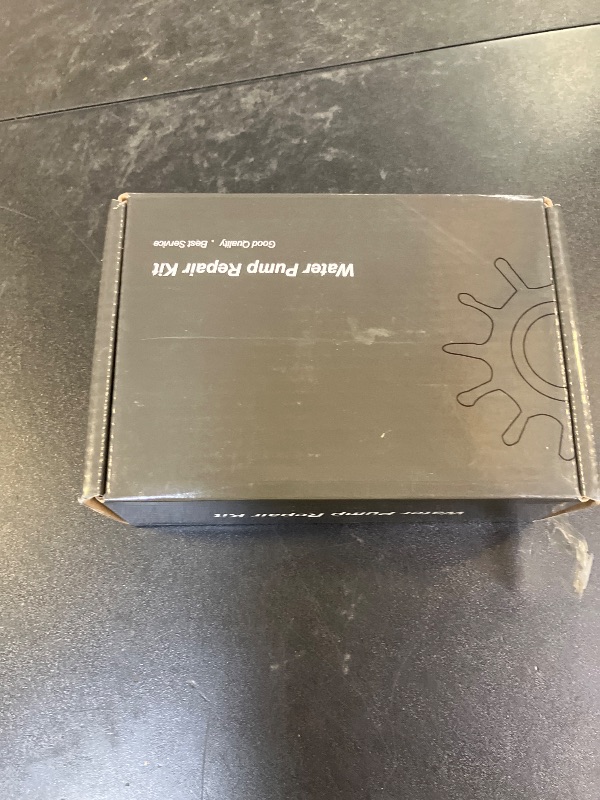 Water Pump Repair Kit
Good Quality . Best Service
Water Pump Repair Kit